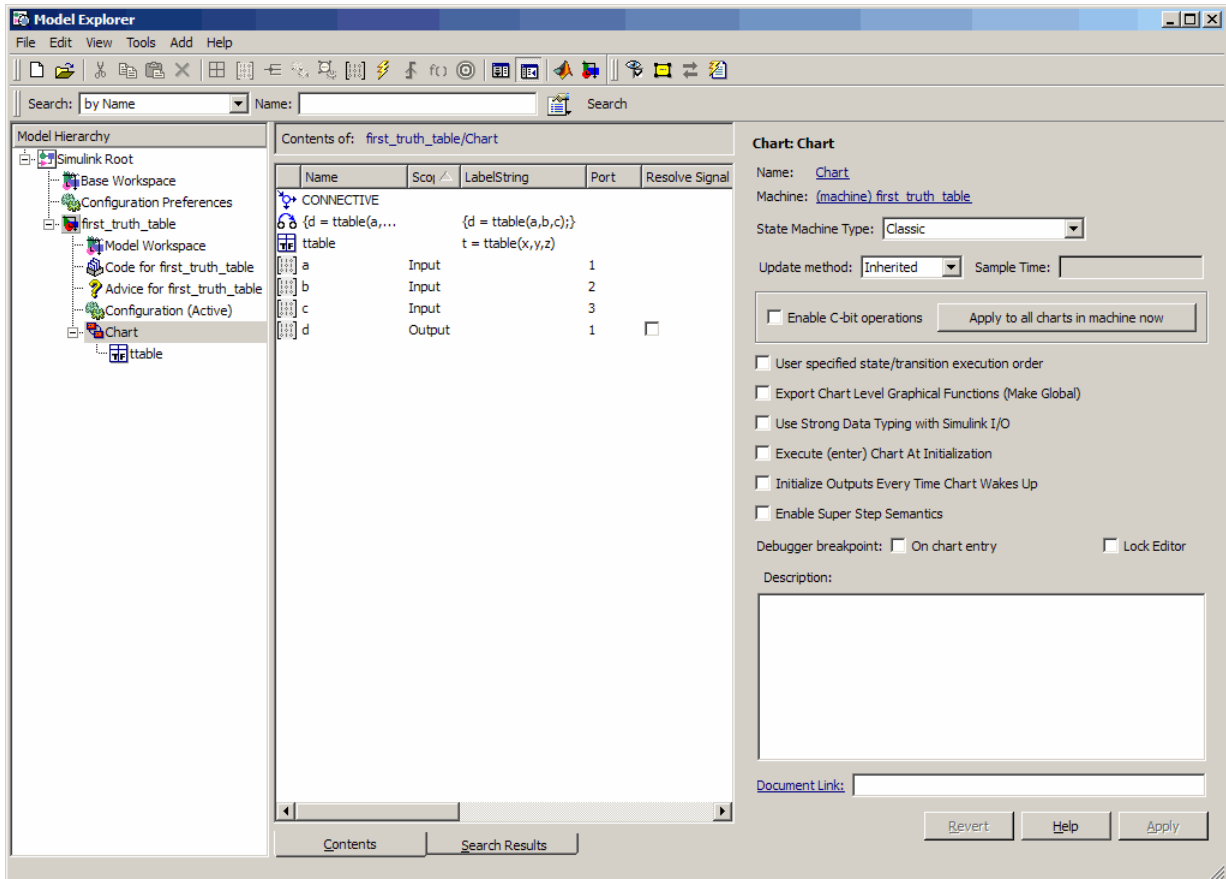 Model Explorer
File Edit View Tools Add Help
Search: by Name Name: Search
Model Hierarchy
Simulink Root
Base Workspace
Configuration Preferences
first_truth_table
Model Workspace
Code for first_truth_table
Advice for first_truth_table
Configuration (Active)
Chart
ttable
Contents of: first_truth_table/Chart
Name Scop LabelString Port Resolve Signal
CONNECTIVE
{d = ttable(a,... {d = ttable(a,b,c);}
ttable t = ttable(x,y,z)
a Input 1
b Input 2
c Input 3
d Output 1
Contents Search Results
Chart: Chart
Name: Chart
Machine: (machine) first_truth_table
State Machine Type: Classic
Update method: Inherited Sample Time:
Enable C-bit operations Apply to all charts in machine now
User specified state/transition execution order
Export Chart Level Graphical Functions (Make Global)
Use Strong Data Typing with Simulink I/O
Execute (enter) Chart At Initialization
Initialize Outputs Every Time Chart Wakes Up
Enable Super Step Semantics
Debugger breakpoint: On chart entry Lock Editor
Description:
Document Link:
Revert Help Apply